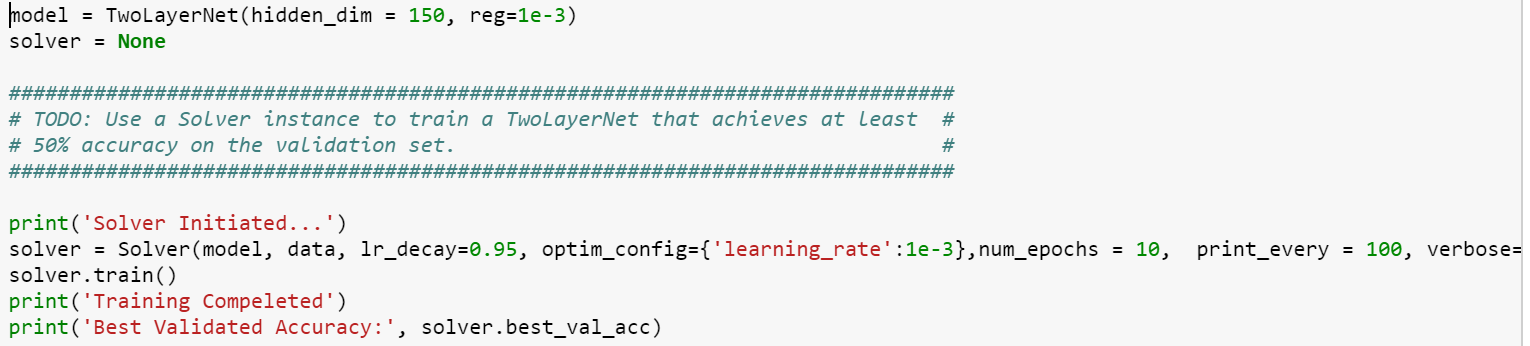 model = TwoLayerNet(hidden_dim = 150, reg=1e-3)
solver = None
##############################################################################
# TODO: Use a Solver instance to train a TwoLayerNet that achieves at least  #
# 50% accuracy on the validation set.                                        #
##############################################################################
print('Solver Initiated...')
solver = Solver(model, data, lr_decay=0.95, optim_config={'learning_rate':1e-3},num_epochs = 10,  print_every = 100, verbose=
solver.train()
print('Training Compeleted')
print('Best Validated Accuracy:', solver.best_val_acc)